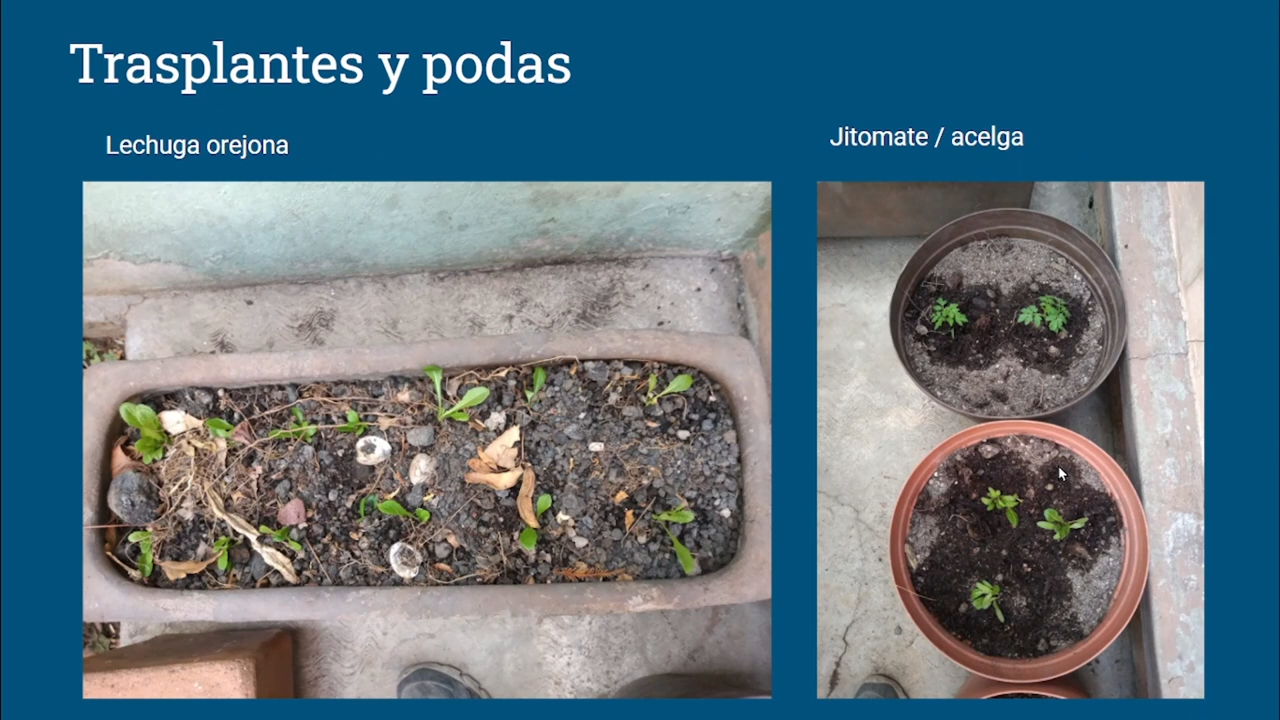 Trasplantes y podas
Lechuga orejona
Jitomate / acelga